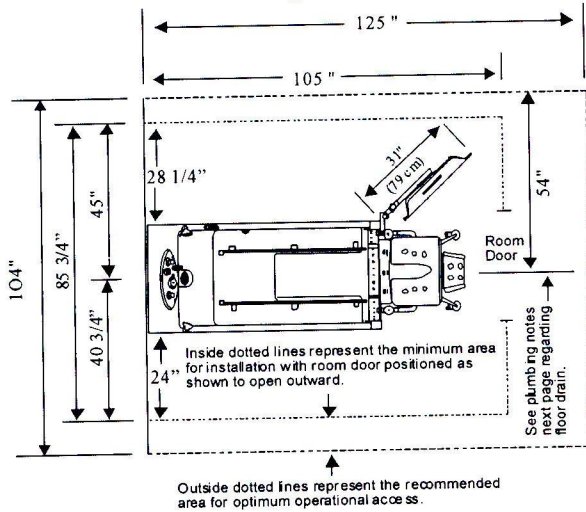 125 "
105 "
28 1/4”
31"
(79 cm)
54"
45"
85 3/4”
104"
40 3/4”
24”
Room
Door
Inside dotted lines represent the minimum area
for installation with room door positioned as
shown to open outward.
See plumbing notes
next page regarding
floor drain.
Outside dotted lines represent the recommended
area for optimum operational access.